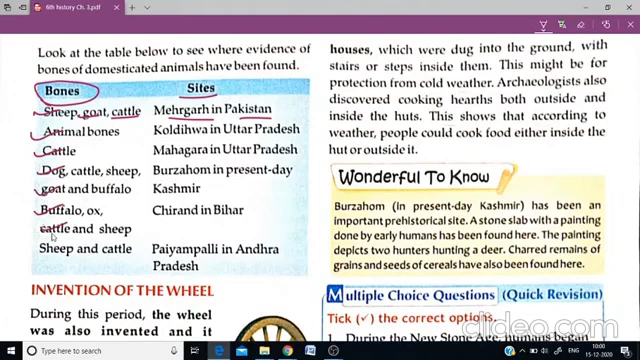 6th history Ch. 3
Look at the table below to see where evidence of
bones of domesticated animals have been found.
Bones Sites
Sheep, goat, cattle Mehrgarh in Pakistan
Animal bones Koldihwa in Uttar Pradesh
Cattle Mahagara in Uttar Pradesh
Dog, cattle, sheep, Burzahom in present-day
goat and buffalo Kashmir
Buffalo, ox, Chirand in Bihar
cattle and sheep
Sheep and cattle Paiyampalli in Andhra
Pradesh
INVENTION OF THE WHEEL
During this period, the wheel
was also invented and it
houses, which were dug into the ground, with
stairs or steps inside them. This might be
for protection from cold weather. Archaeologists also
discovered cooking hearths both outside and
inside the huts. This shows that according to
weather, people could cook food either inside the
hut or outside it.
Wonderful To Know
Burzahom (in present-day Kashmir) has been an
important prehistorical site. A stone slab with a painting
done by early humans has been found here. The painting
depicts two hunters hunting a deer. Charred remains of
grains and seeds of cereals have also been found here.
Multiple Choice Questions (Quick Revision)
Tick (✓) the correct options.
1. During the New Stone Age, humans began
clideo.com
Type here to search
ENG
10:00
15-12-2020